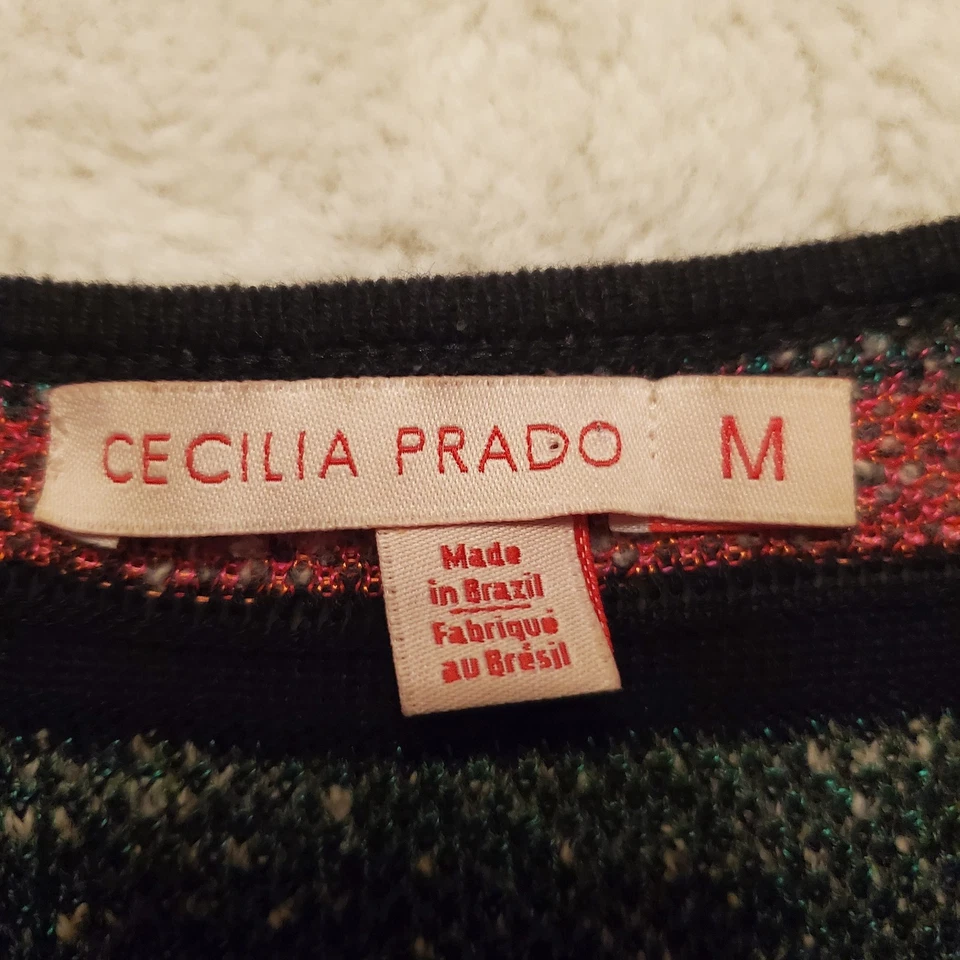 CECILIA PRADO M
Made
in Brazil
Fabriqué
au Brésil